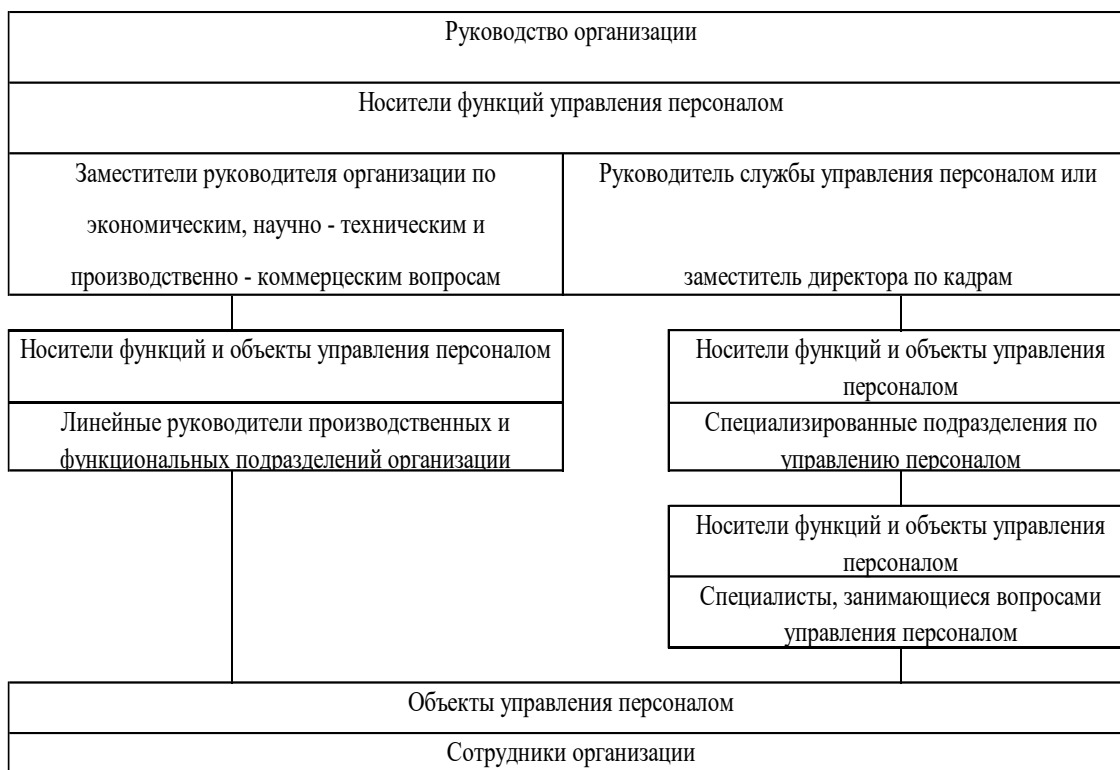 Руководство организации
Носители функций управления персоналом
Заместители руководителя организации по
экономическим, научно - техническим и
производственно - коммерцеским вопросам
Руководитель службы управления персоналом или
заместитель директора по кадрам
Носители функций и объекты управления персоналом
Линейные руководители производственных и
функциональных подразделений организации
Носители функций и объекты управления
персоналом
Специализированные подразделения по
управлению персоналом
Носители функций и объекты управления
персоналом
Специалисты, занимающиеся вопросами
управления персоналом
Объекты управления персоналом
Сотрудники организации